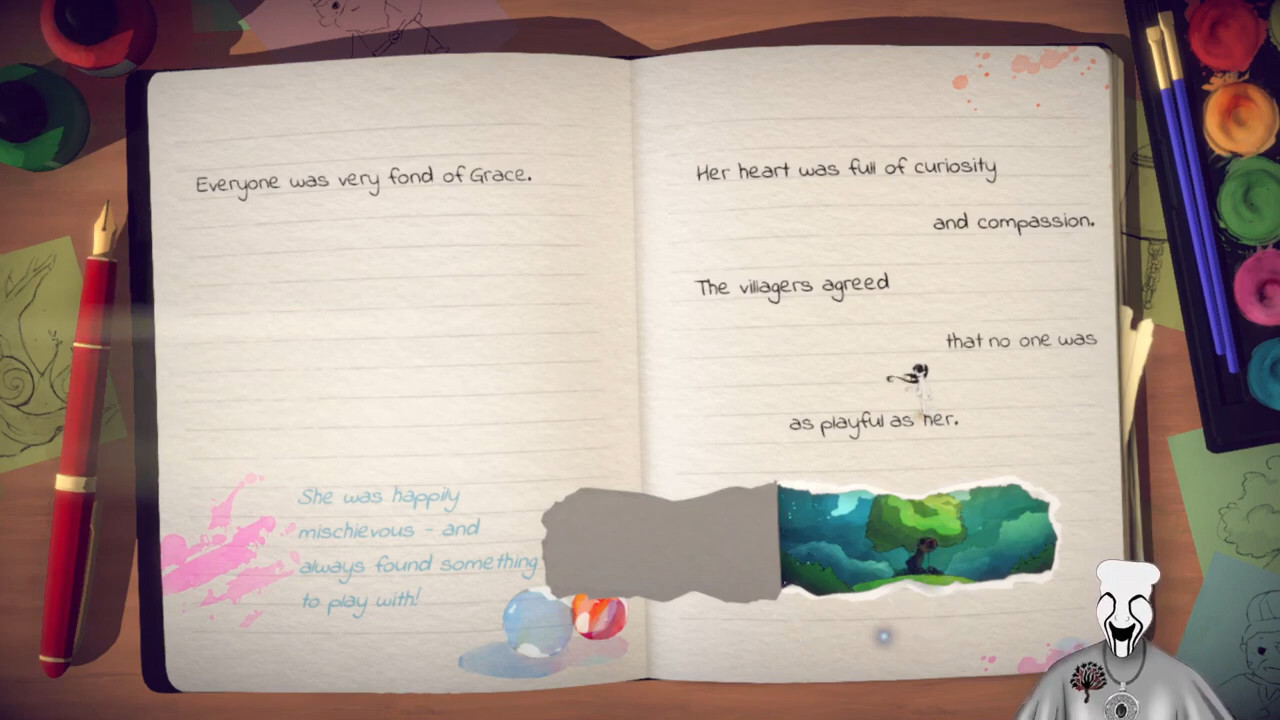 Everyone was very fond of Grace.
She was happily
mischievous - and
always found something
to play with!
Her heart was full of curiosity
and compassion.
The villagers agreed
that no one was
as playful as her.